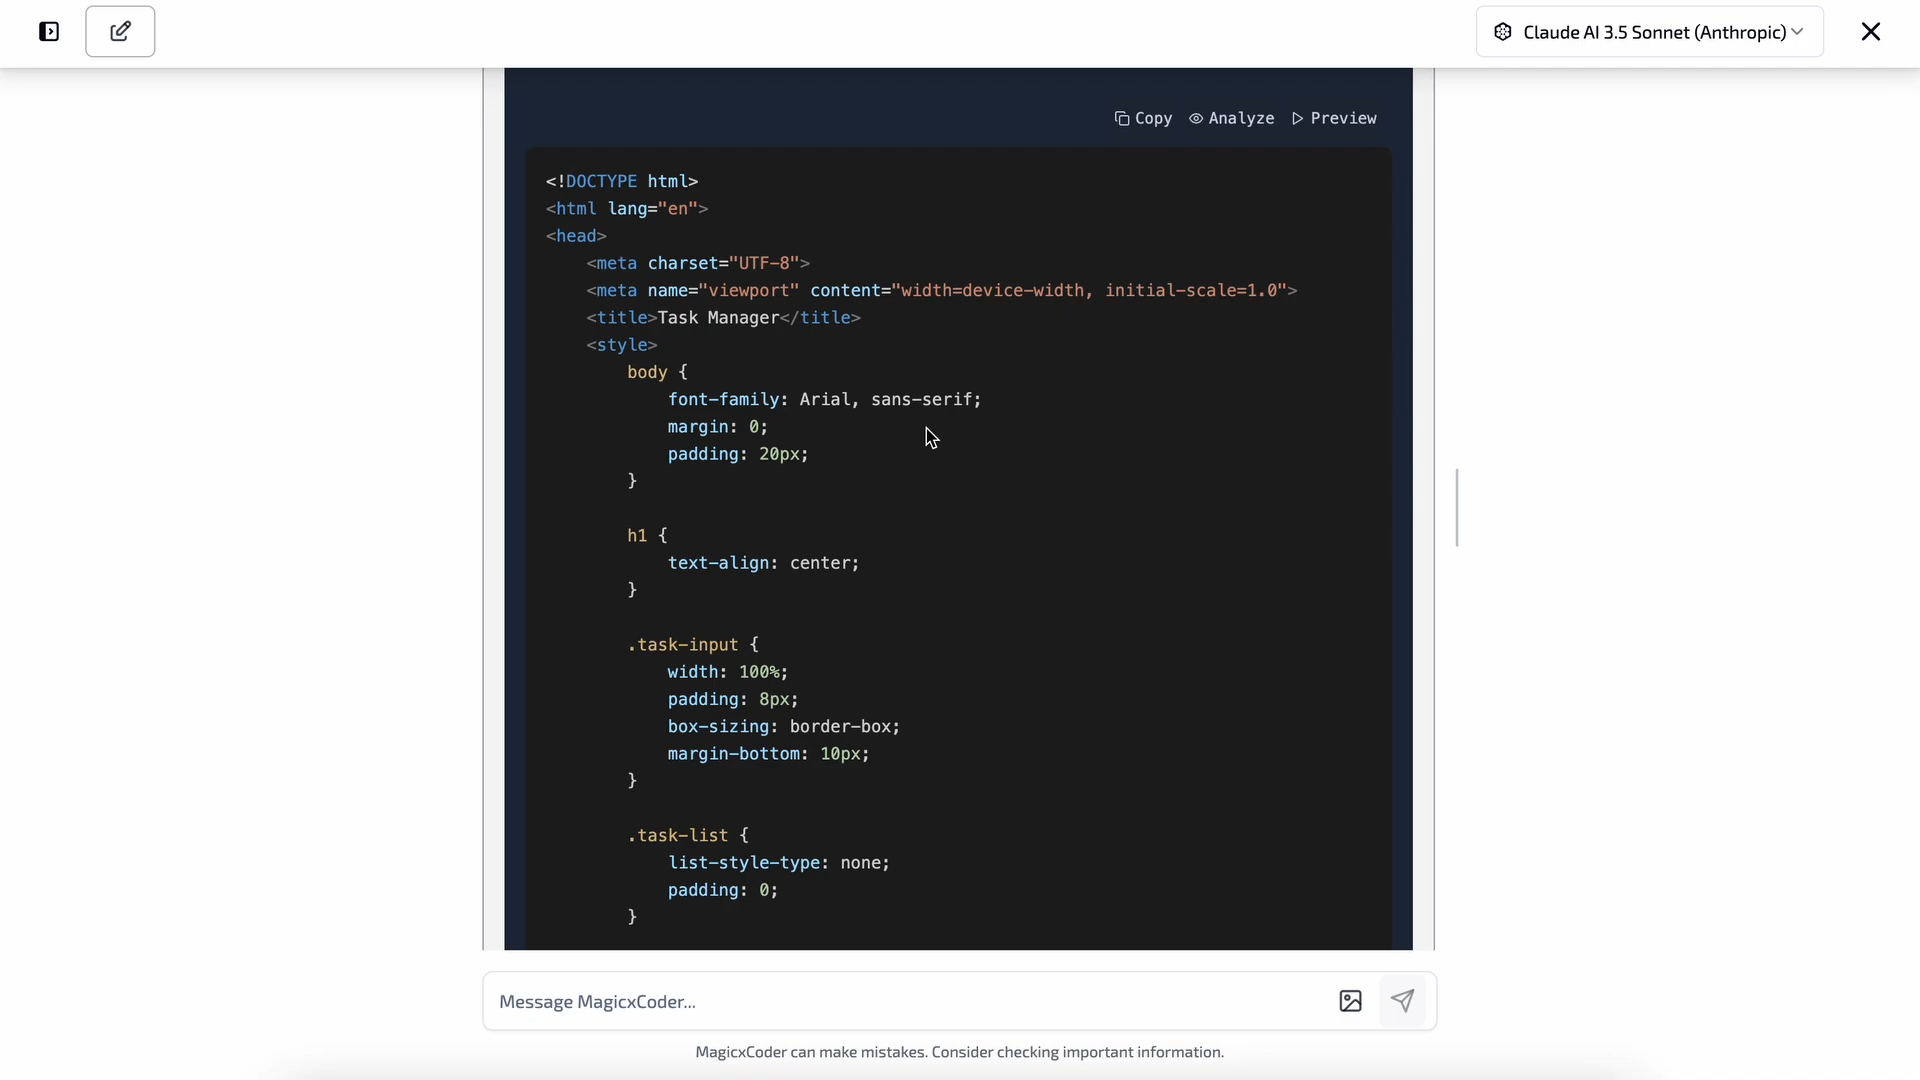 Claude AI 3.5 Sonnet (Anthropic)
Copy Analyze Preview
<!DOCTYPE html>
<html lang="en">
<head>
    <meta charset="UTF-8">
    <meta name="viewport" content="width=device-width, initial-scale=1.0">
    <title>Task Manager</title>
    <style>
        body {
            font-family: Arial, sans-serif;
            margin: 0;
            padding: 20px;
        }
        h1 {
            text-align: center;
        }
        .task-input {
            width: 100%;
            padding: 8px;
            box-sizing: border-box;
            margin-bottom: 10px;
        }
        .task-list {
            list-style-type: none;
            padding: 0;
        }
Message MagicxCoder...
MagicxCoder can make mistakes. Consider checking important information.